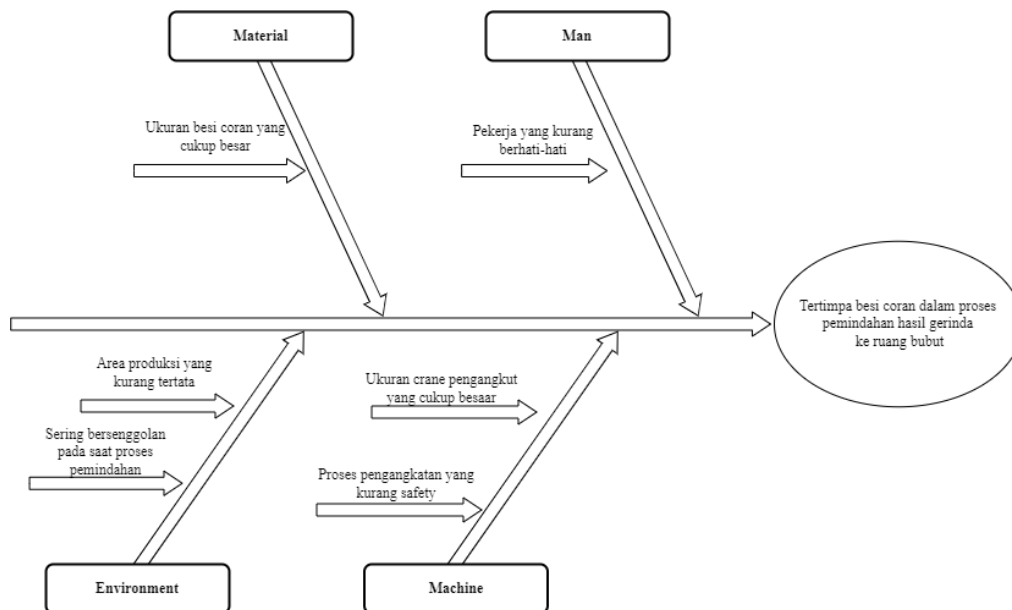 Material
Man
Ukuran besi coran yang
cukup besar
Pekerja yang kurang
berhati-hati
Tertimpa besi coran dalam proses
pemindahan hasil gerinda
ke ruang bubut
Area produksi yang
kurang tertata
Ukuran crane pengangkut
yang cukup besaar
Sering bersenggolan
pada saat proses
pemindahan
Proses pengangkatan yang
kurang safety
Environment
Machine